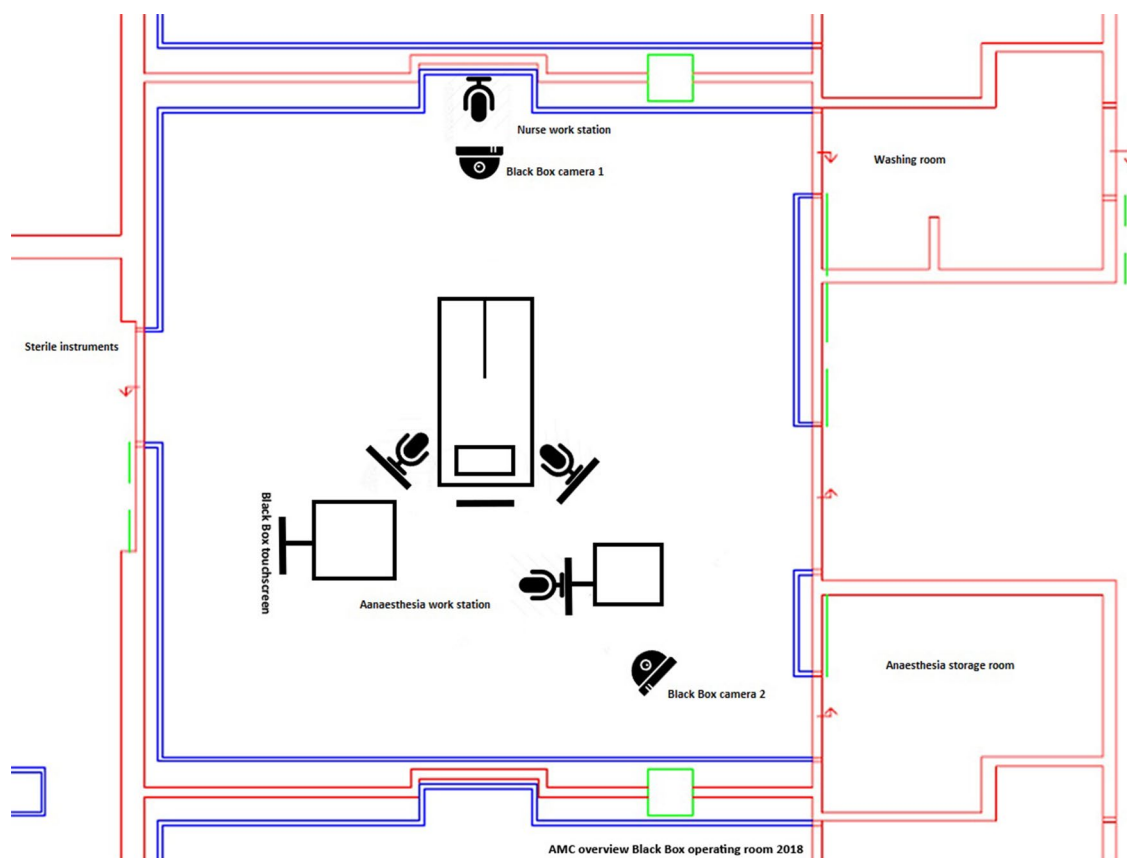 Nurse work station
Black Box camera 1
Washing room
Sterile instruments
Black Box touchscreen
Aanaesthesia work station
Anaesthesia storage room
Black Box camera 2
AMC overview Black Box operating room 2018